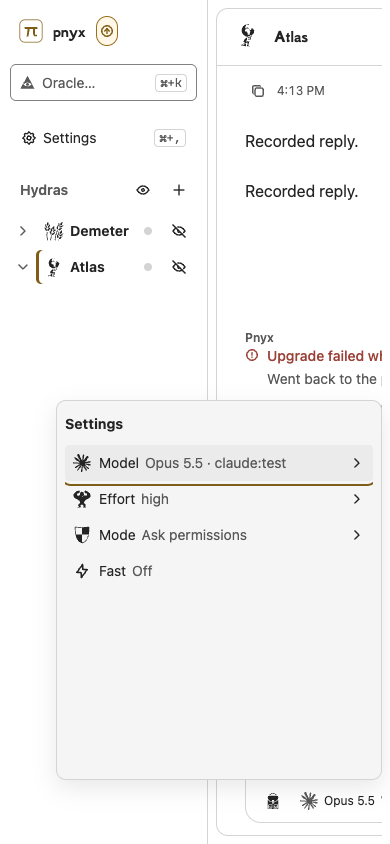 π pnyx
Oracle... ⌘+k
Settings ⌘+,
Hydras
Demeter
Atlas
Atlas
4:13 PM
Recorded reply.
Recorded reply.
Pnyx
Upgrade failed
Went back to the
Settings
Model Opus 5.5 · claude:test
Effort high
Mode Ask permissions
Fast Off
Opus 5.5